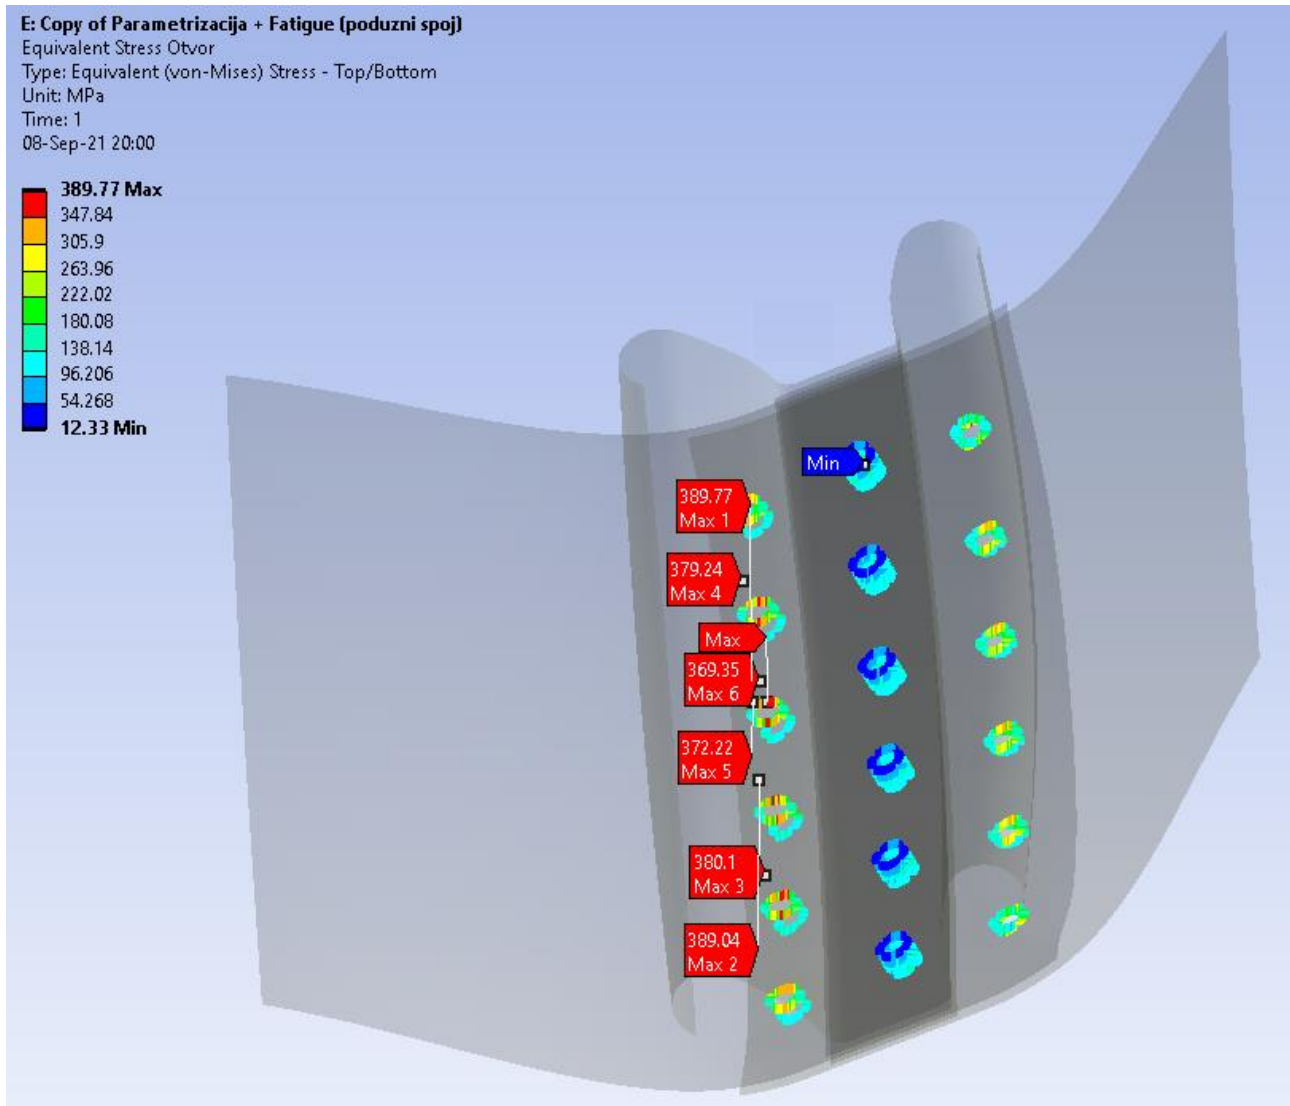 E: Copy of Parametrizacija + Fatigue (poduzni spoj)
Equivalent Stress Otvor
Type: Equivalent (von-Mises) Stress - Top/Bottom
Unit: MPa
Time: 1
08-Sep-21 20:00
389.77 Max
347.84
305.9
263.96
222.02
180.08
138.14
96.206
54.268
12.33 Min
Min
389.77
Max 1
379.24
Max 4
Max
369.35
Max 6
372.22
Max 5
380.1
Max 3
389.04
Max 2